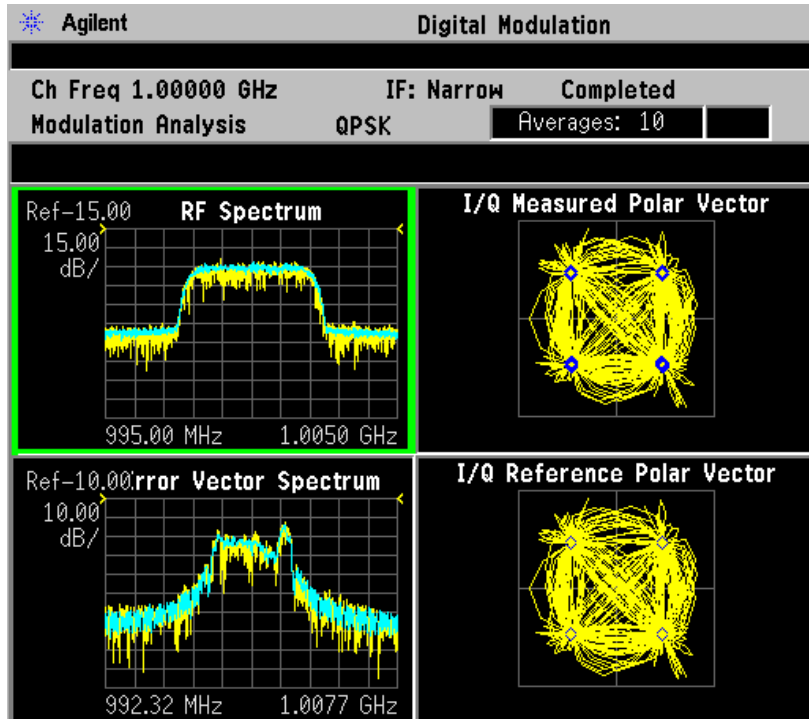 Agilent Digital Modulation
Ch Freq 1.00000 GHz IF: Narrow Completed
Modulation Analysis QPSK Averages: 10
Ref-15.00 RF Spectrum
15.00
dB/
995.00 MHz 1.0050 GHz
I/Q Measured Polar Vector
Ref-10.00 rror Vector Spectrum
10.00
dB/
992.32 MHz 1.0077 GHz
I/Q Reference Polar Vector